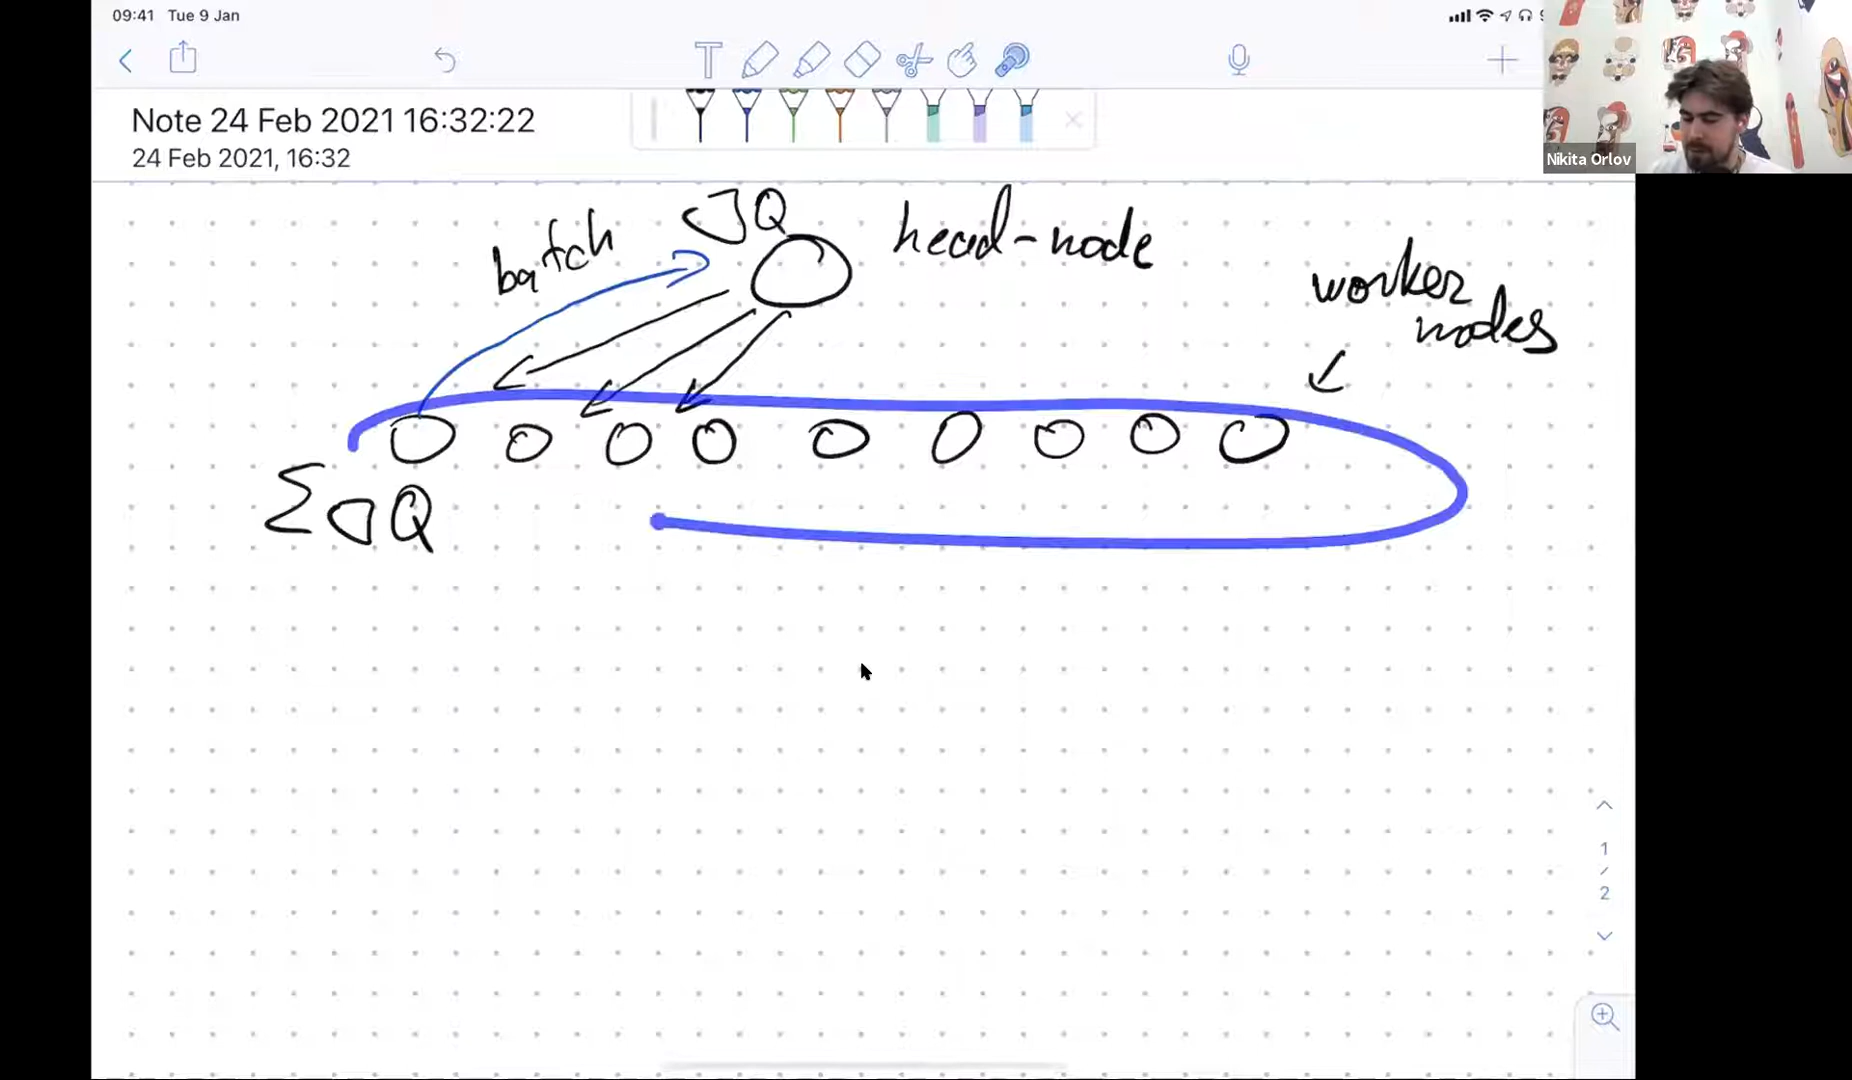 09:41 Tue 9 Jan
Note 24 Feb 2021 16:32:22
24 Feb 2021, 16:32
Nikita Orlov
batch
∇Q
head-node
worker
nodes
Σ∇Q
1
/
2